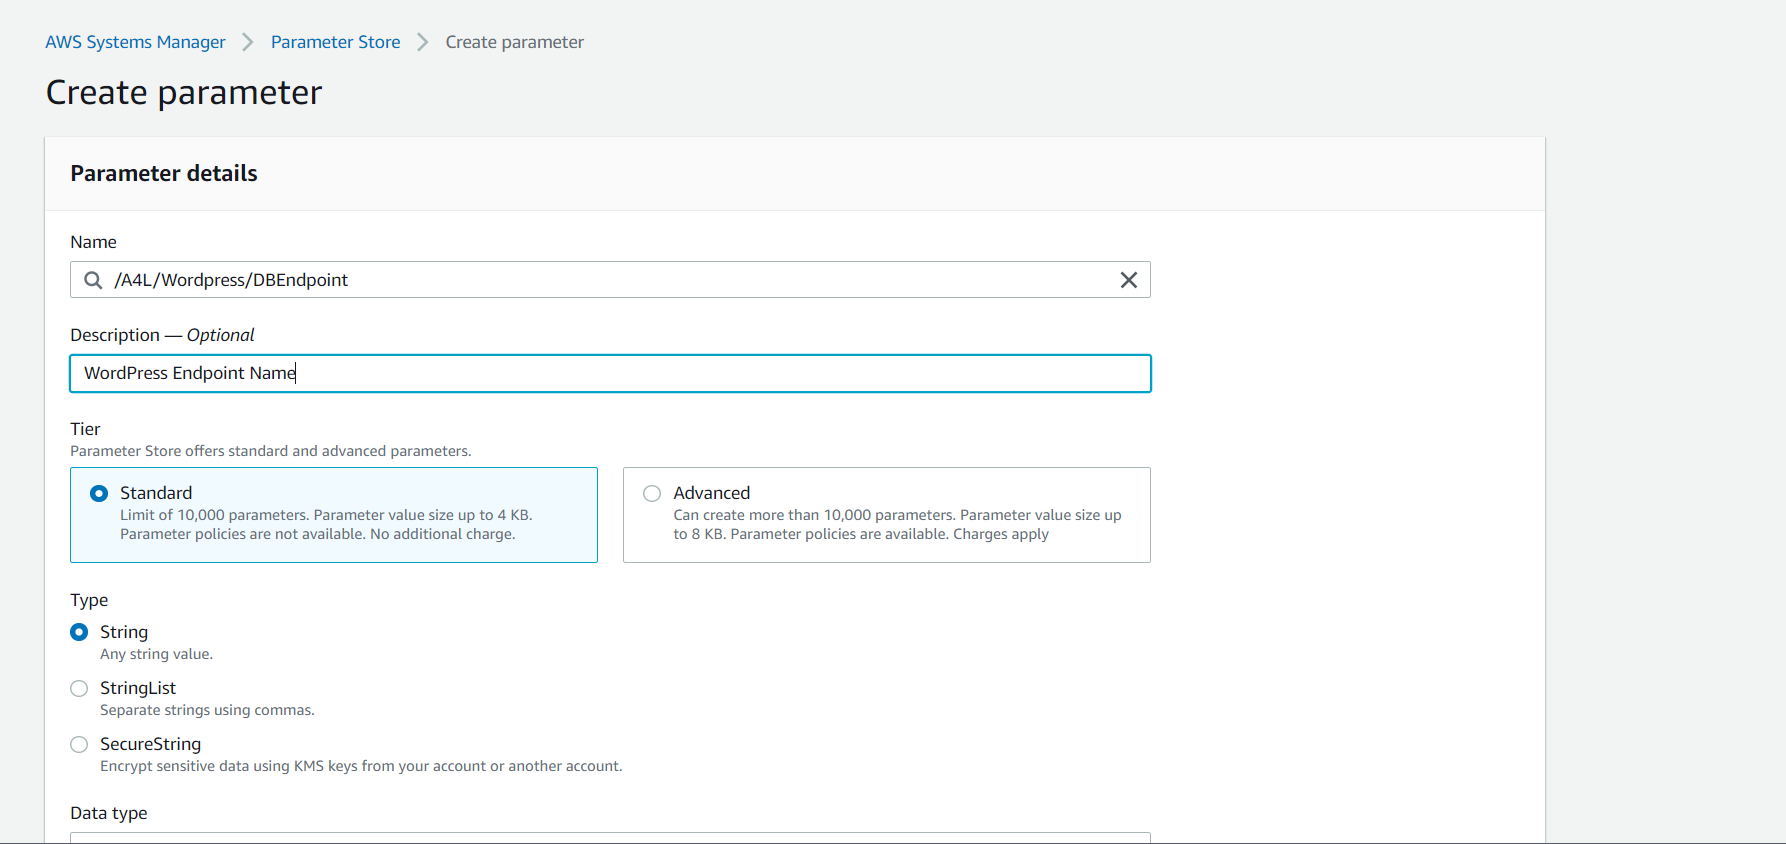 AWS Systems Manager > Parameter Store > Create parameter
Create parameter
Parameter details
Name
/A4L/Wordpress/DBEndpoint
Description — Optional
WordPress Endpoint Name
Tier
Parameter Store offers standard and advanced parameters.
Standard
Limit of 10,000 parameters. Parameter value size up to 4 KB.
Parameter policies are not available. No additional charge.
Advanced
Can create more than 10,000 parameters. Parameter value size up
to 8 KB. Parameter policies are available. Charges apply
Type
String
Any string value.
StringList
Separate strings using commas.
SecureString
Encrypt sensitive data using KMS keys from your account or another account.
Data type